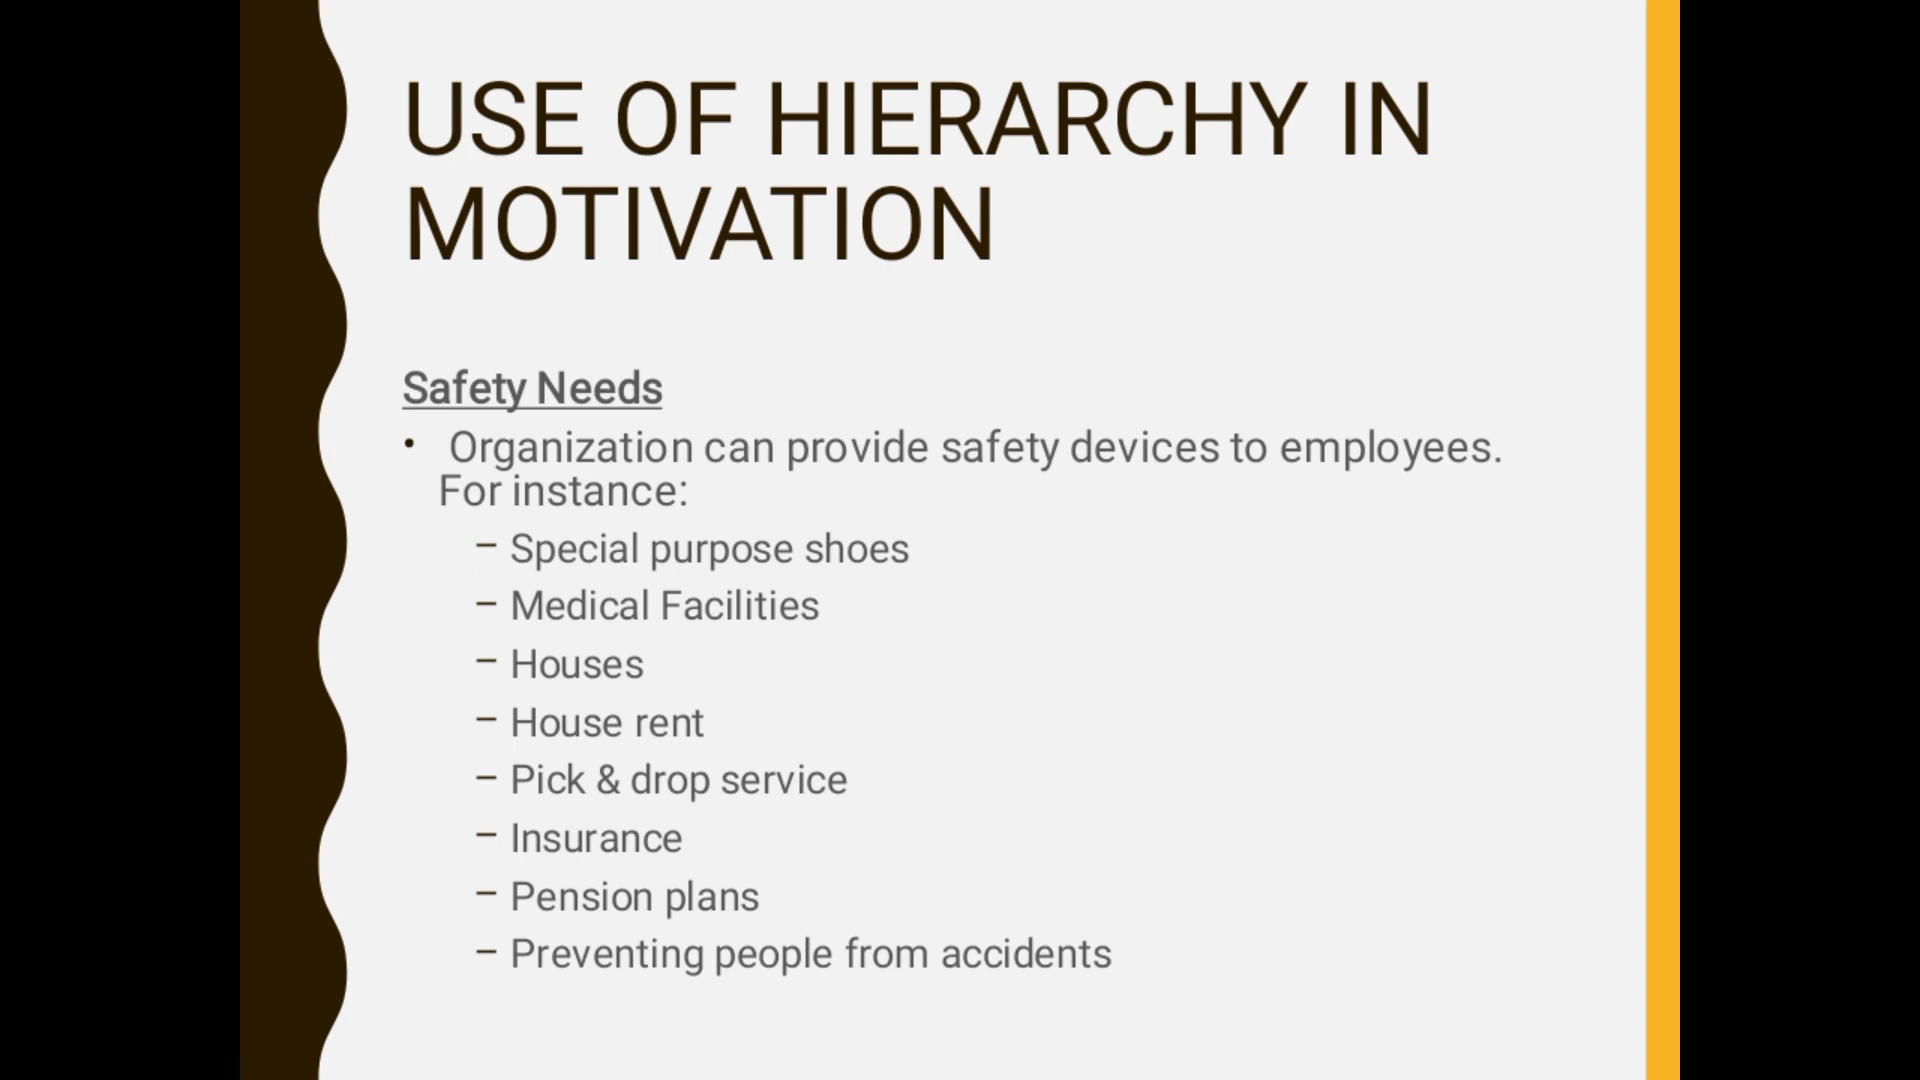 USE OF HIERARCHY IN
MOTIVATION
Safety Needs
• Organization can provide safety devices to employees.
For instance:
– Special purpose shoes
– Medical Facilities
– Houses
– House rent
– Pick & drop service
– Insurance
– Pension plans
– Preventing people from accidents